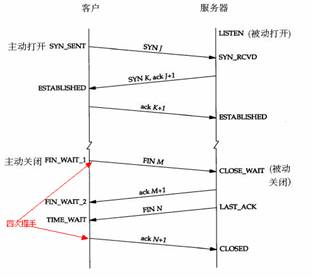 客户 服务器
LISTEN (被动打开)
主动打开 SYN_SENT
SYN J
SYN_RCVD
SYN K, ack J+1
ESTABLISHED
ack K+1
ESTABLISHED
主动关闭 FIN_WAIT_1
FIN M
CLOSE_WAIT (被动
关闭)
ack M+1
FIN_WAIT_2
FIN N
LAST_ACK
TIME_WAIT
四次握手
ack N+1
CLOSED